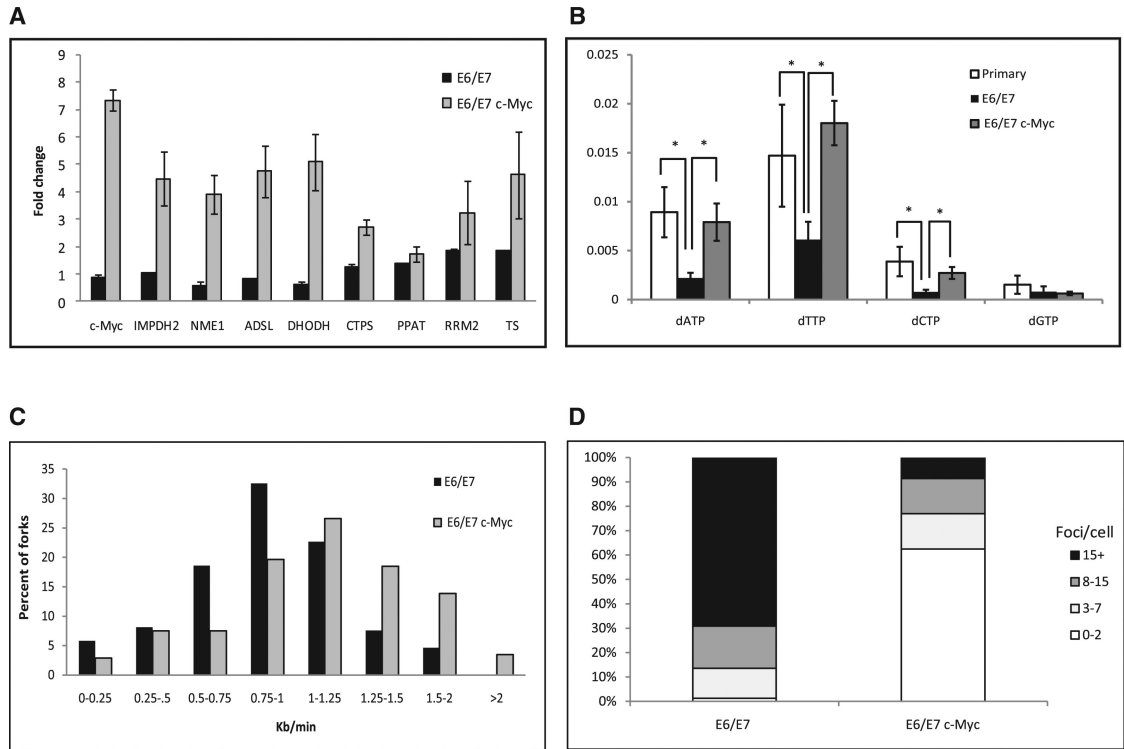 A
9
8
7
6
5
4
3
2
1
0
Fold change
E6/E7
E6/E7 c-Myc
c-Myc IMPDH2 NME1 ADSL DHODH CTPS PPAT RRM2 TS
B
0.025
0.02
0.015
0.01
0.005
0
* *
* *
* *
Primary
E6/E7
E6/E7 c-Myc
dATP dTTP dCTP dGTP
C
35
30
25
20
15
10
5
0
Percent of forks
E6/E7
E6/E7 c-Myc
0-0.25 0.25-.5 0.5-0.75 0.75-1 1-1.25 1.25-1.5 1.5-2 >2
Kb/min
D
100%
90%
80%
70%
60%
50%
40%
30%
20%
10%
0%
Foci/cell
15+
8-15
3-7
0-2
E6/E7 E6/E7 c-Myc